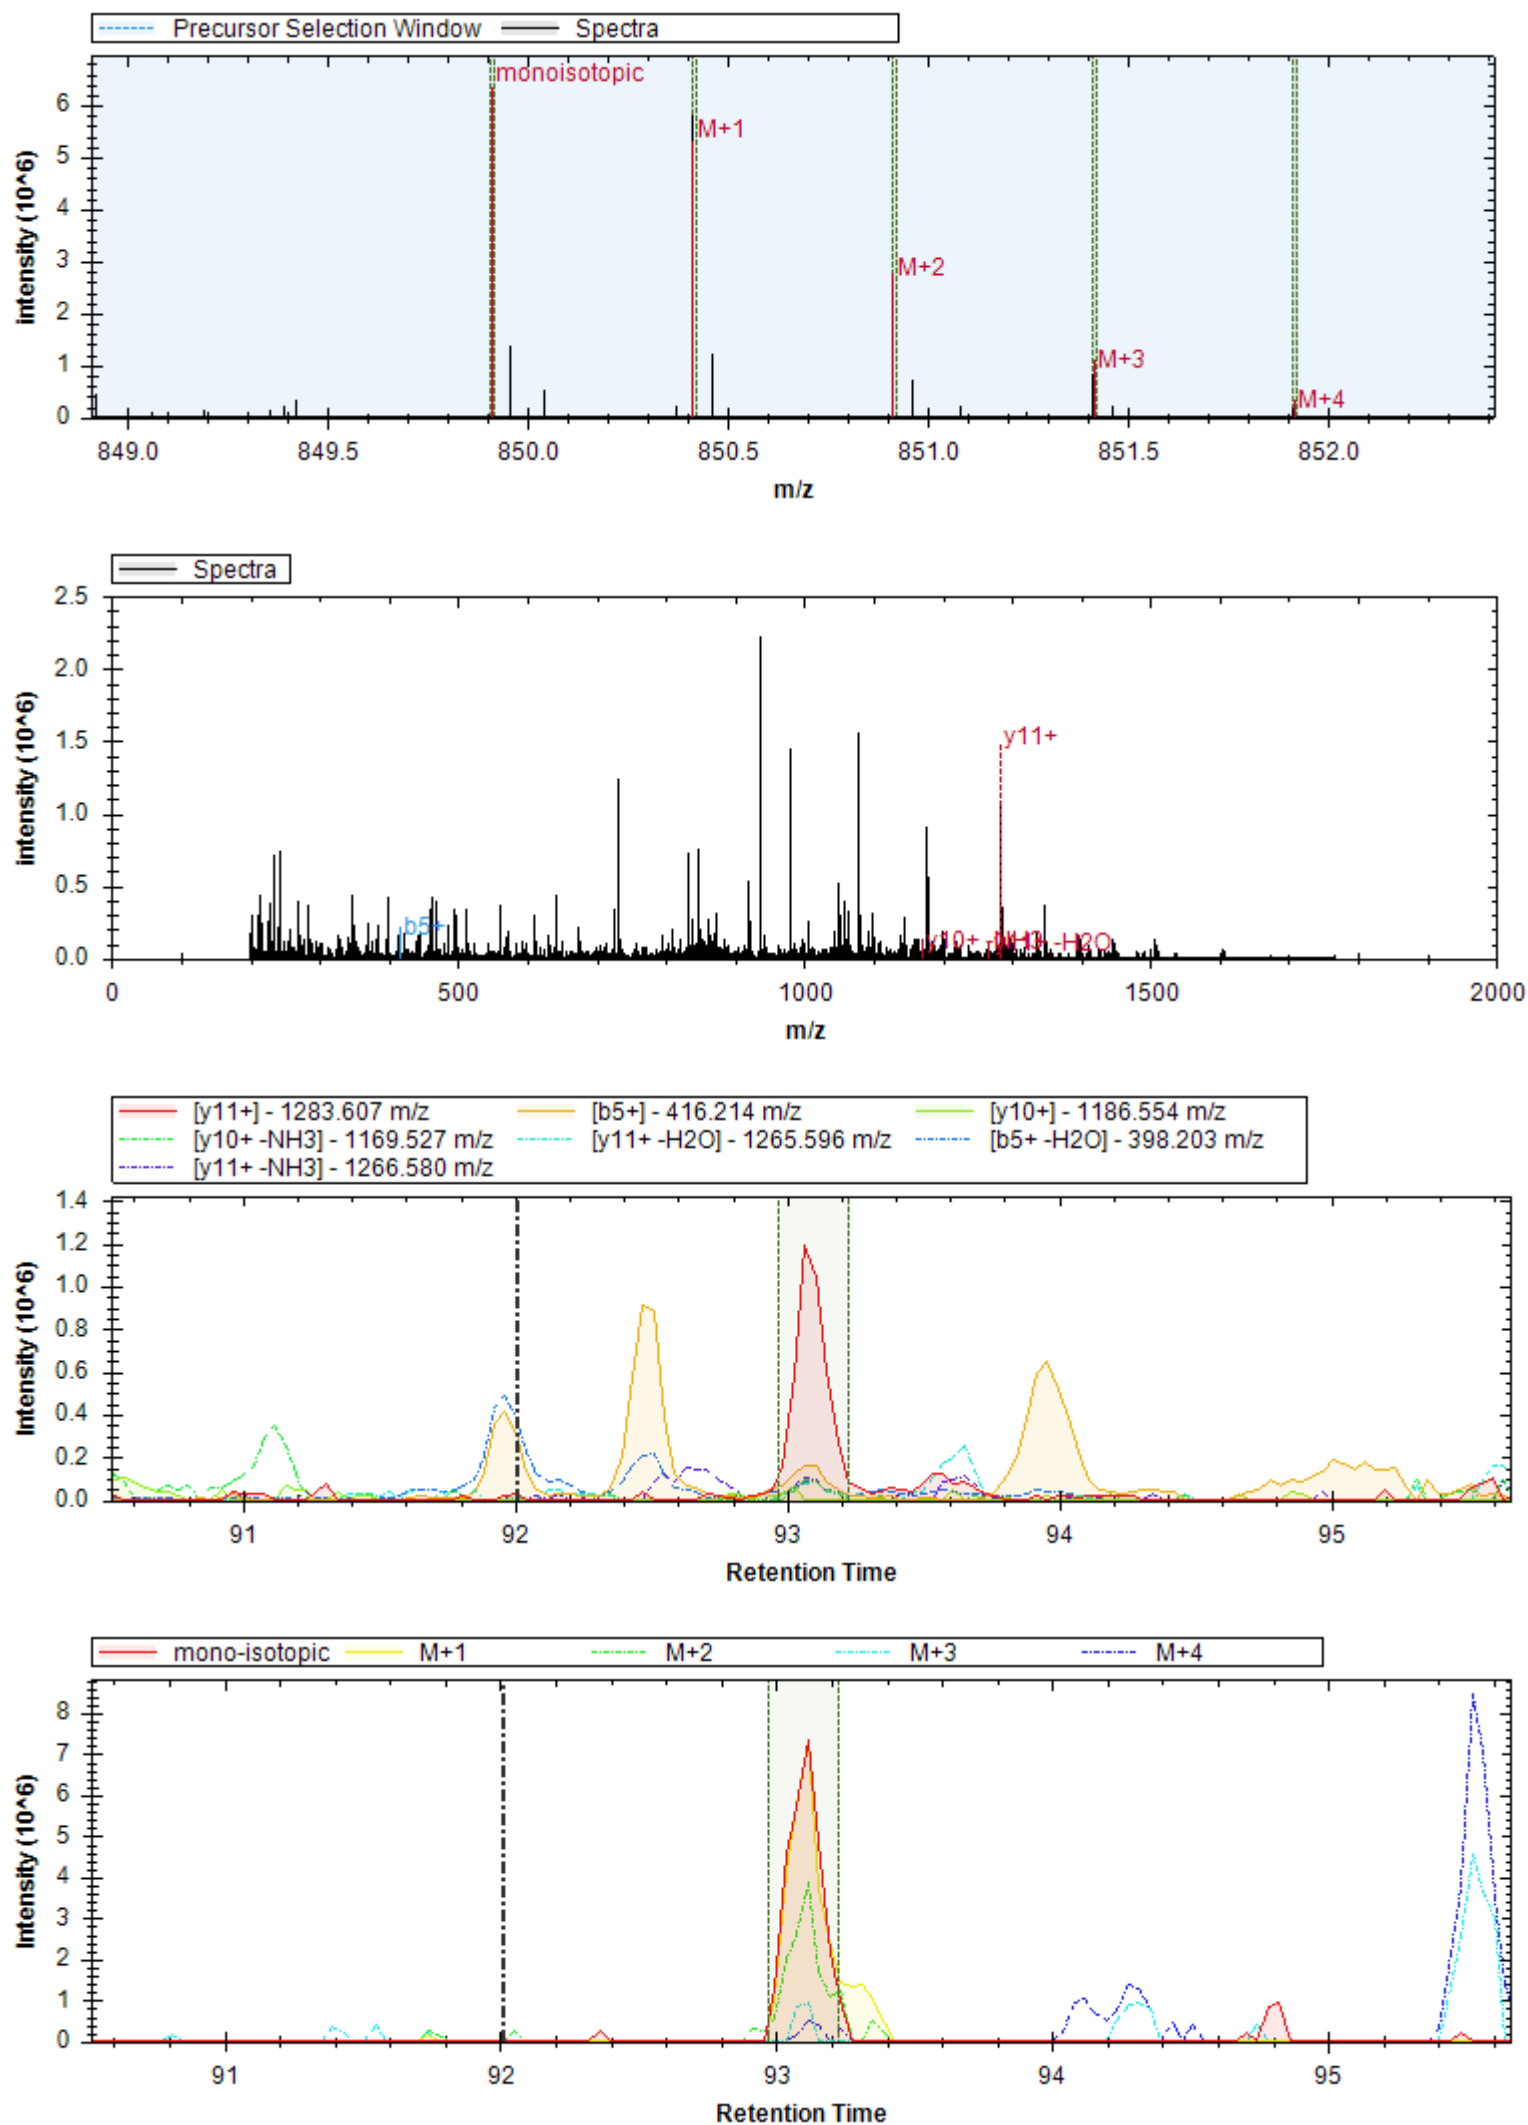 Precursor Selection Window Spectra
monoisotopic
M+1
M+2
M+3
M+4
intensity (10^6)
6
5
4
3
2
1
0
849.0 849.5 850.0 850.5 851.0 851.5 852.0
m/z
Spectra
intensity (10^6)
2.5
2.0
1.5
1.0
0.5
0.0
y11+
b5+
y10+ -NH3
-H2O
0 500 1000 1500 2000
m/z
[y11+] - 1283.607 m/z [b5+] - 416.214 m/z [y10+] - 1186.554 m/z
[y10+ -NH3] - 1169.527 m/z [y11+ -H2O] - 1265.596 m/z [b5+ -H2O] - 398.203 m/z
[y11+ -NH3] - 1266.580 m/z
Intensity (10^6)
1.4
1.2
1.0
0.8
0.6
0.4
0.2
0.0
91 92 93 94 95
Retention Time
mono-isotopic M+1 M+2 M+3 M+4
Intensity (10^6)
8
7
6
5
4
3
2
1
0
91 92 93 94 95
Retention Time